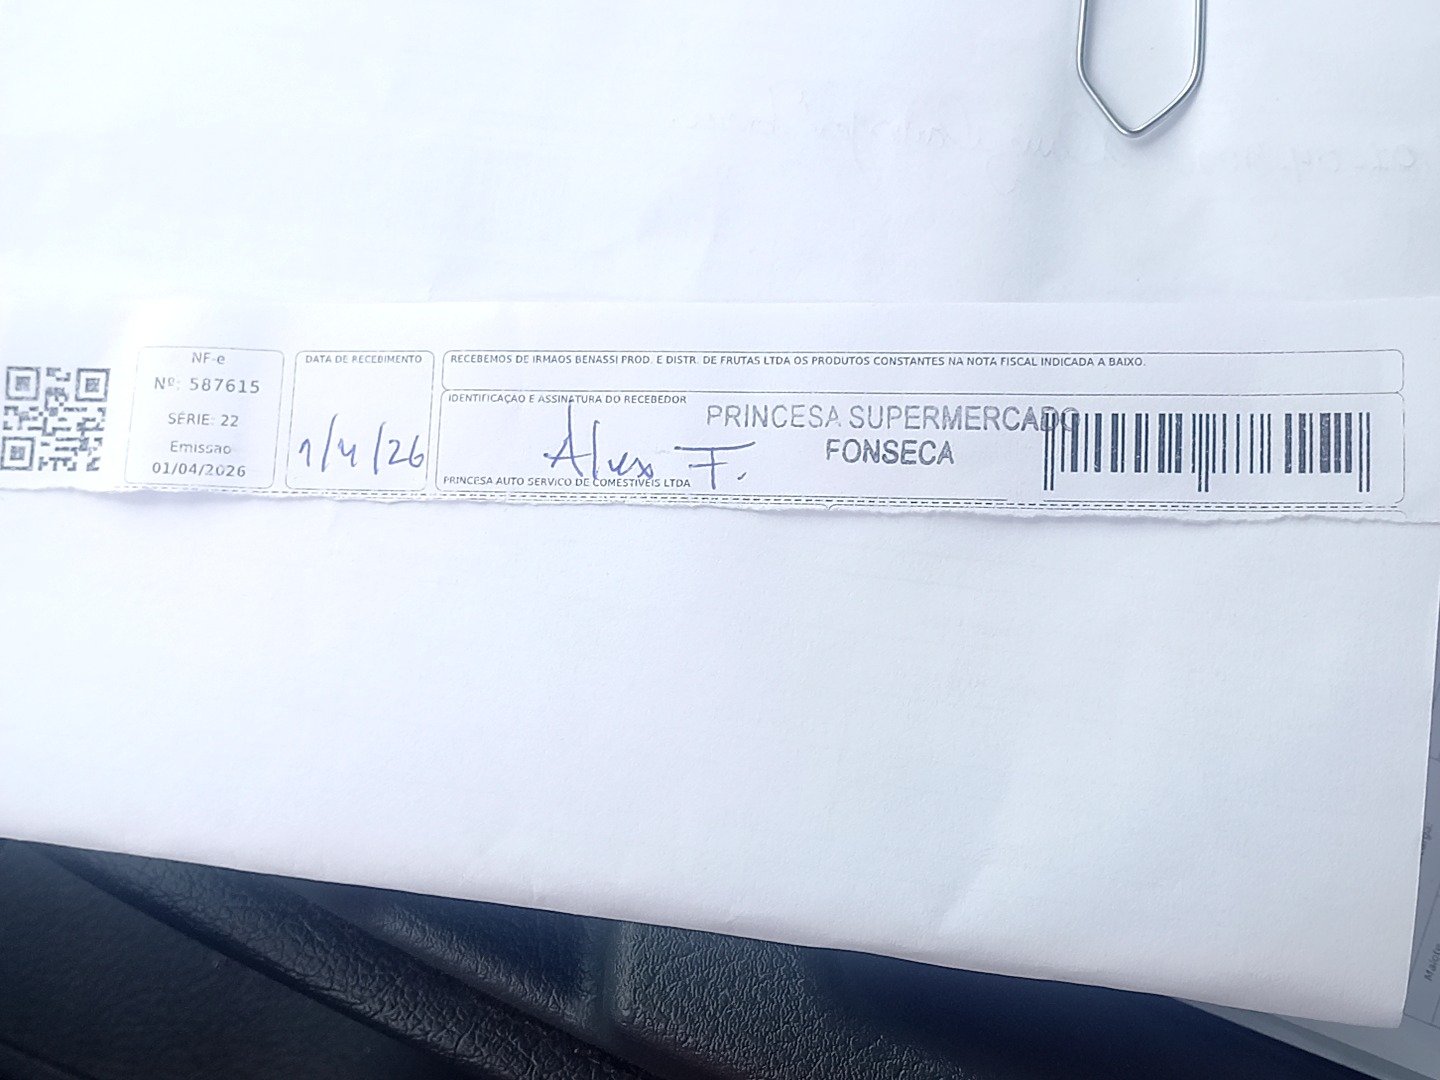 NF-e
Nº: 587615
SÉRIE: 22
Emissão
01/04/2026
DATA DE RECEBIMENTO
1/4/26
RECEBEMOS DE IRMAOS BENASSI PROD. E DISTR. DE FRUTAS LTDA OS PRODUTOS CONSTANTES NA NOTA FISCAL INDICADA A BAIXO.
IDENTIFICAÇÃO E ASSINATURA DO RECEBEDOR
PRINCESA SUPERMERCADO
FONSECA
Alex F.
PRINCESA AUTO SERVICO DE COMESTIVEIS LTDA